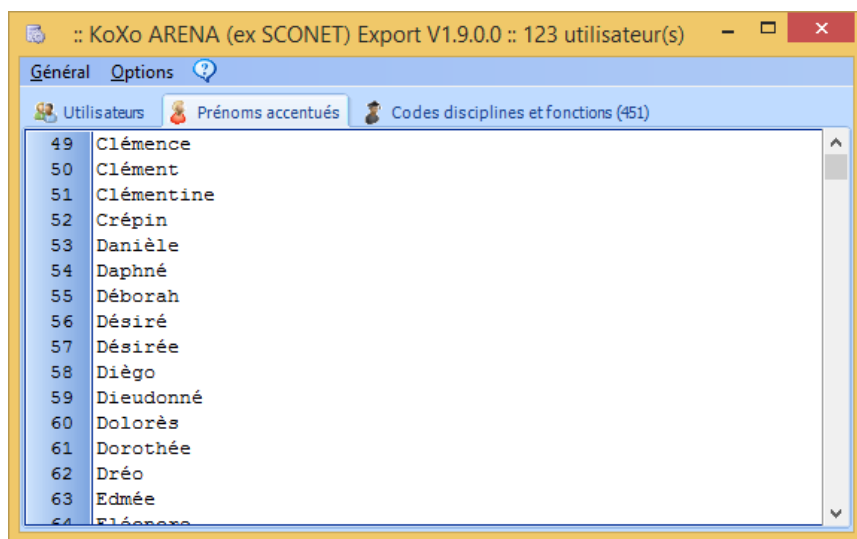 :: KoXo ARENA (ex SCONET) Export V1.9.0.0 :: 123 utilisateur(s)
Général Options
Utilisateurs Prénoms accentués Codes disciplines et fonctions (451)
49 Clémence
50 Clément
51 Clémentine
52 Crépin
53 Danièle
54 Daphné
55 Déborah
56 Désiré
57 Désirée
58 Diègo
59 Dieudonné
60 Dolorès
61 Dorothée
62 Dréo
63 Edmée
64